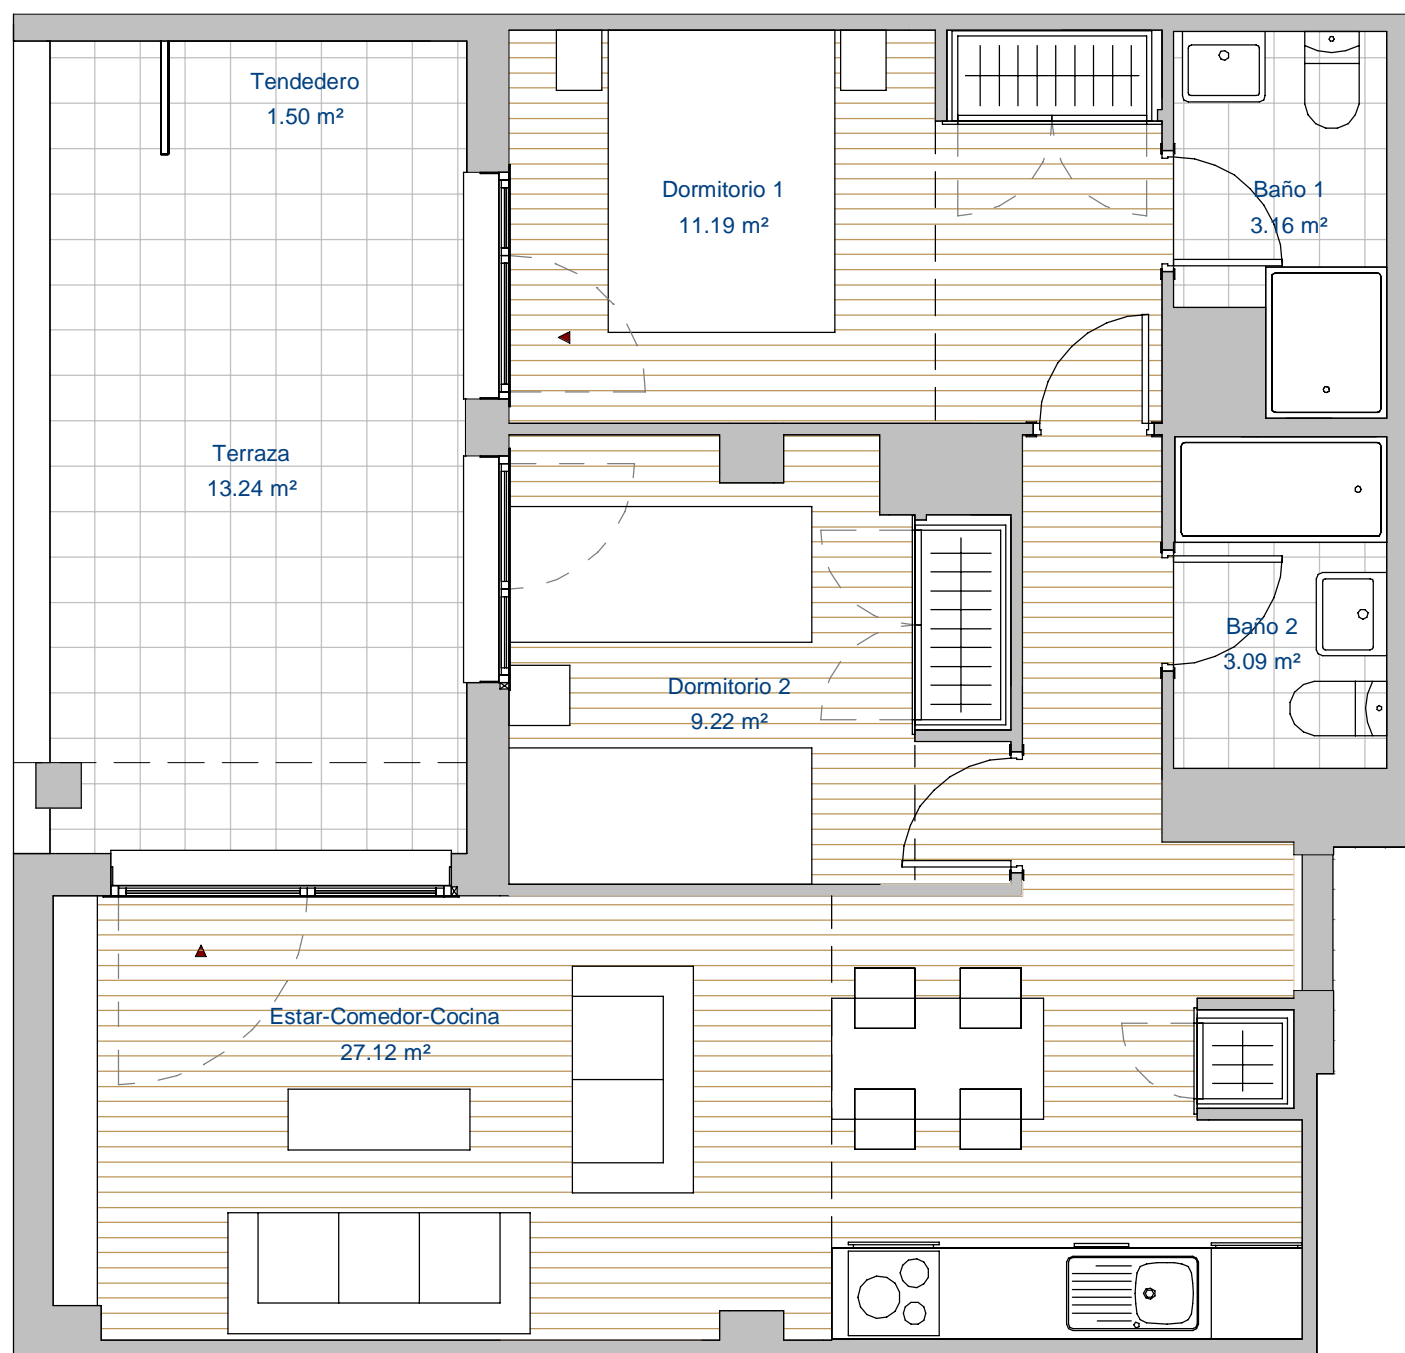 Tendedero
1.50 m²
Dormitorio 1
11.19 m²
Baño 1
3.16 m²
Terraza
13.24 m²
Baño 2
3.09 m²
Dormitorio 2
9.22 m²
Estar-Comedor-Cocina
27.12 m²